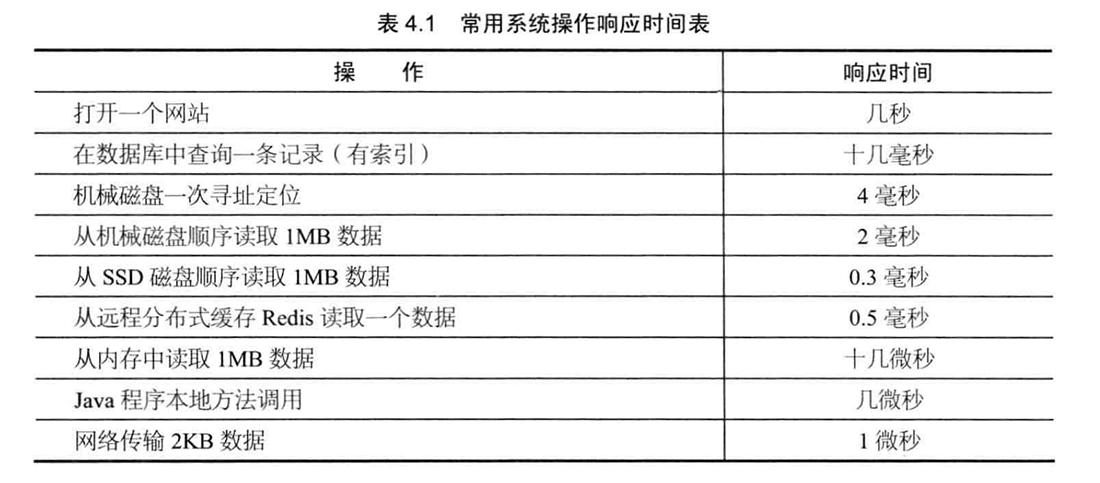 表 4.1 常用系统操作响应时间表
操 作 响应时间
打开一个网站 几秒
在数据库中查询一条记录（有索引） 十几毫秒
机械磁盘一次寻址定位 4 毫秒
从机械磁盘顺序读取 1MB 数据 2 毫秒
从 SSD 磁盘顺序读取 1MB 数据 0.3 毫秒
从远程分布式缓存 Redis 读取一个数据 0.5 毫秒
从内存中读取 1MB 数据 十几微秒
Java 程序本地方法调用 几微秒
网络传输 2KB 数据 1 微秒